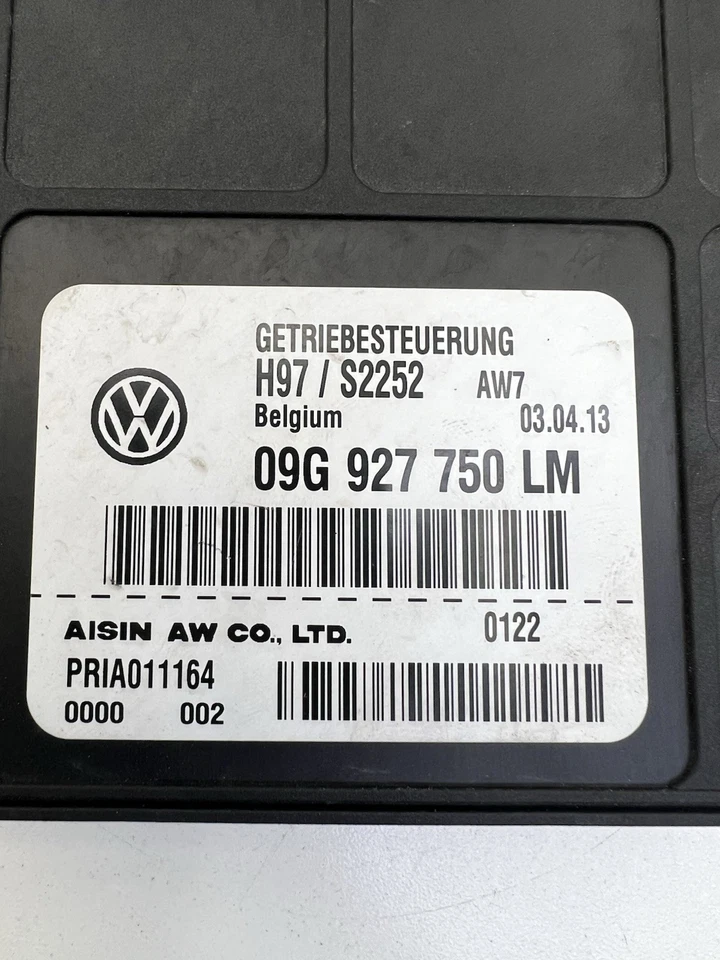 GETRIEBESTEUERUNG
H97 / S2252 AW7
Belgium 03.04.13
09G 927 750 LM
AISIN AW CO., LTD. 0122
PRIA011164
0000 002